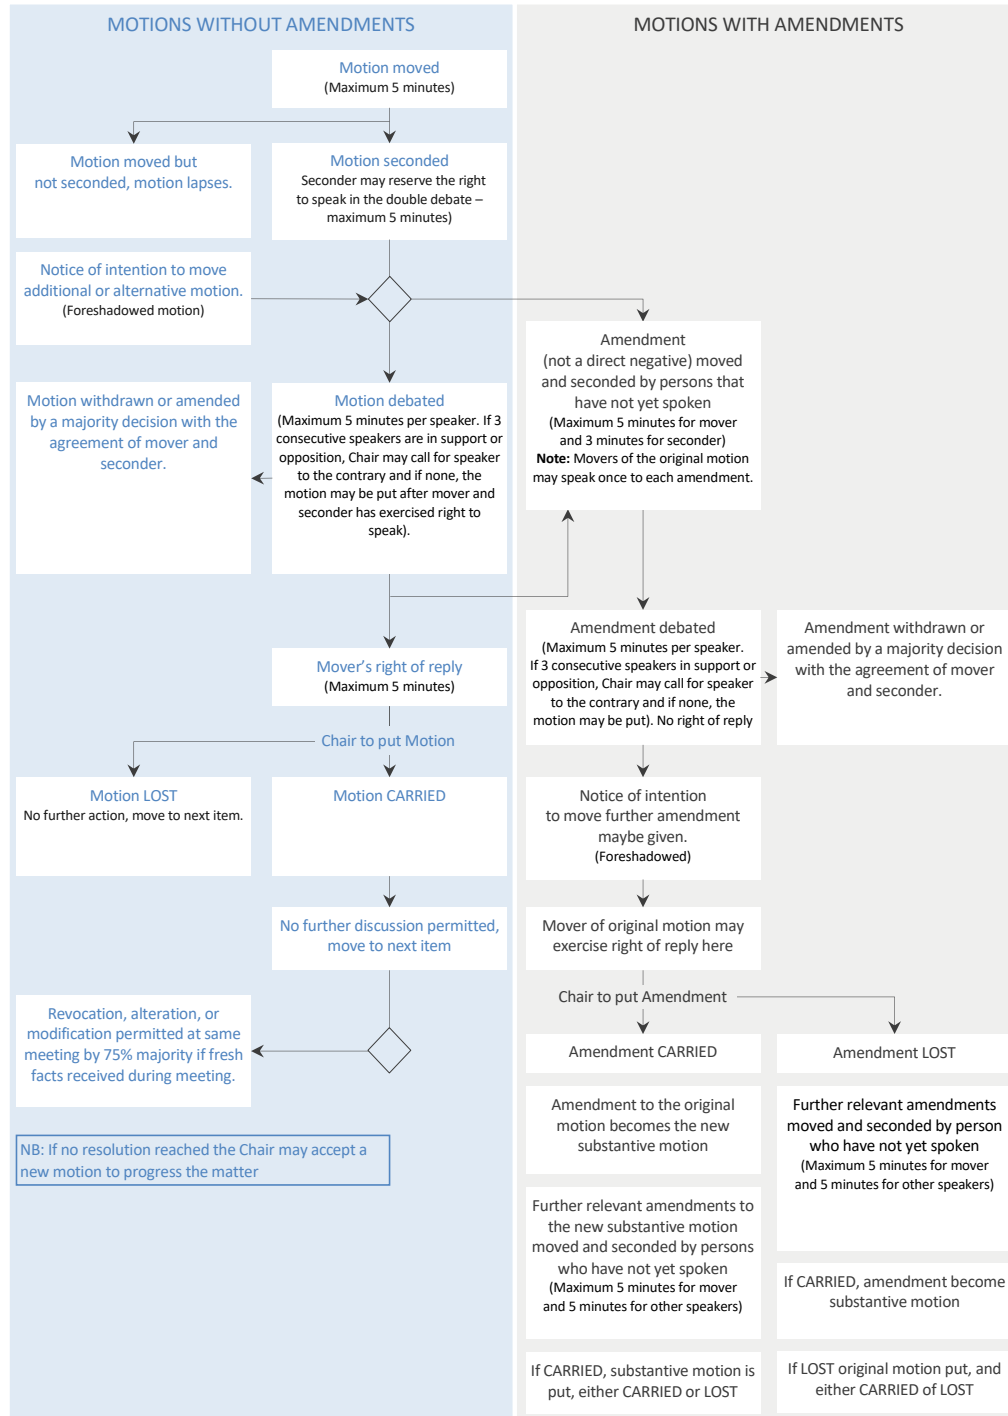 MOTIONS WITHOUT AMENDMENTS
Motion moved
(Maximum 5 minutes)
Motion moved but
not seconded, motion lapses.
Motion seconded
Seconder may reserve the right
to speak in the double debate –
maximum 5 minutes)
Notice of intention to move
additional or alternative motion.
(Foreshadowed motion)
Motion withdrawn or amended
by a majority decision with the
agreement of mover and
seconder.
Motion debated
(Maximum 5 minutes per speaker. If 3
consecutive speakers are in support or
opposition, Chair may call for speaker
to the contrary and if none, the
motion may be put after mover and
seconder has exercised right to
speak).
Mover’s right of reply
(Maximum 5 minutes)
Chair to put Motion
Motion LOST
No further action, move to next item.
Motion CARRIED
No further discussion permitted,
move to next item
Revocation, alteration, or
modification permitted at same
meeting by 75% majority if fresh
facts received during meeting.
NB: If no resolution reached the Chair may accept a
new motion to progress the matter
MOTIONS WITH AMENDMENTS
Amendment
(not a direct negative) moved
and seconded by persons that
have not yet spoken
(Maximum 5 minutes for mover
and 3 minutes for seconder)
Note: Movers of the original motion
may speak once to each amendment.
Amendment debated
(Maximum 5 minutes per speaker.
If 3 consecutive speakers in support or
opposition, Chair may call for speaker
to the contrary and if none, the
motion may be put). No right of reply
Amendment withdrawn or
amended by a majority decision
with the agreement of mover
and seconder.
Notice of intention
to move further amendment
maybe given.
(Foreshadowed)
Mover of original motion may
exercise right of reply here
Chair to put Amendment
Amendment CARRIED
Amendment to the original
motion becomes the new
substantive motion
Further relevant amendments to
the new substantive motion
moved and seconded by persons
who have not yet spoken
(Maximum 5 minutes for mover
and 5 minutes for other speakers)
If CARRIED, substantive motion is
put, either CARRIED or LOST
Amendment LOST
Further relevant amendments
moved and seconded by person
who have not yet spoken
(Maximum 5 minutes for mover
and 5 minutes for other speakers)
If CARRIED, amendment become
substantive motion
If LOST original motion put, and
either CARRIED of LOST